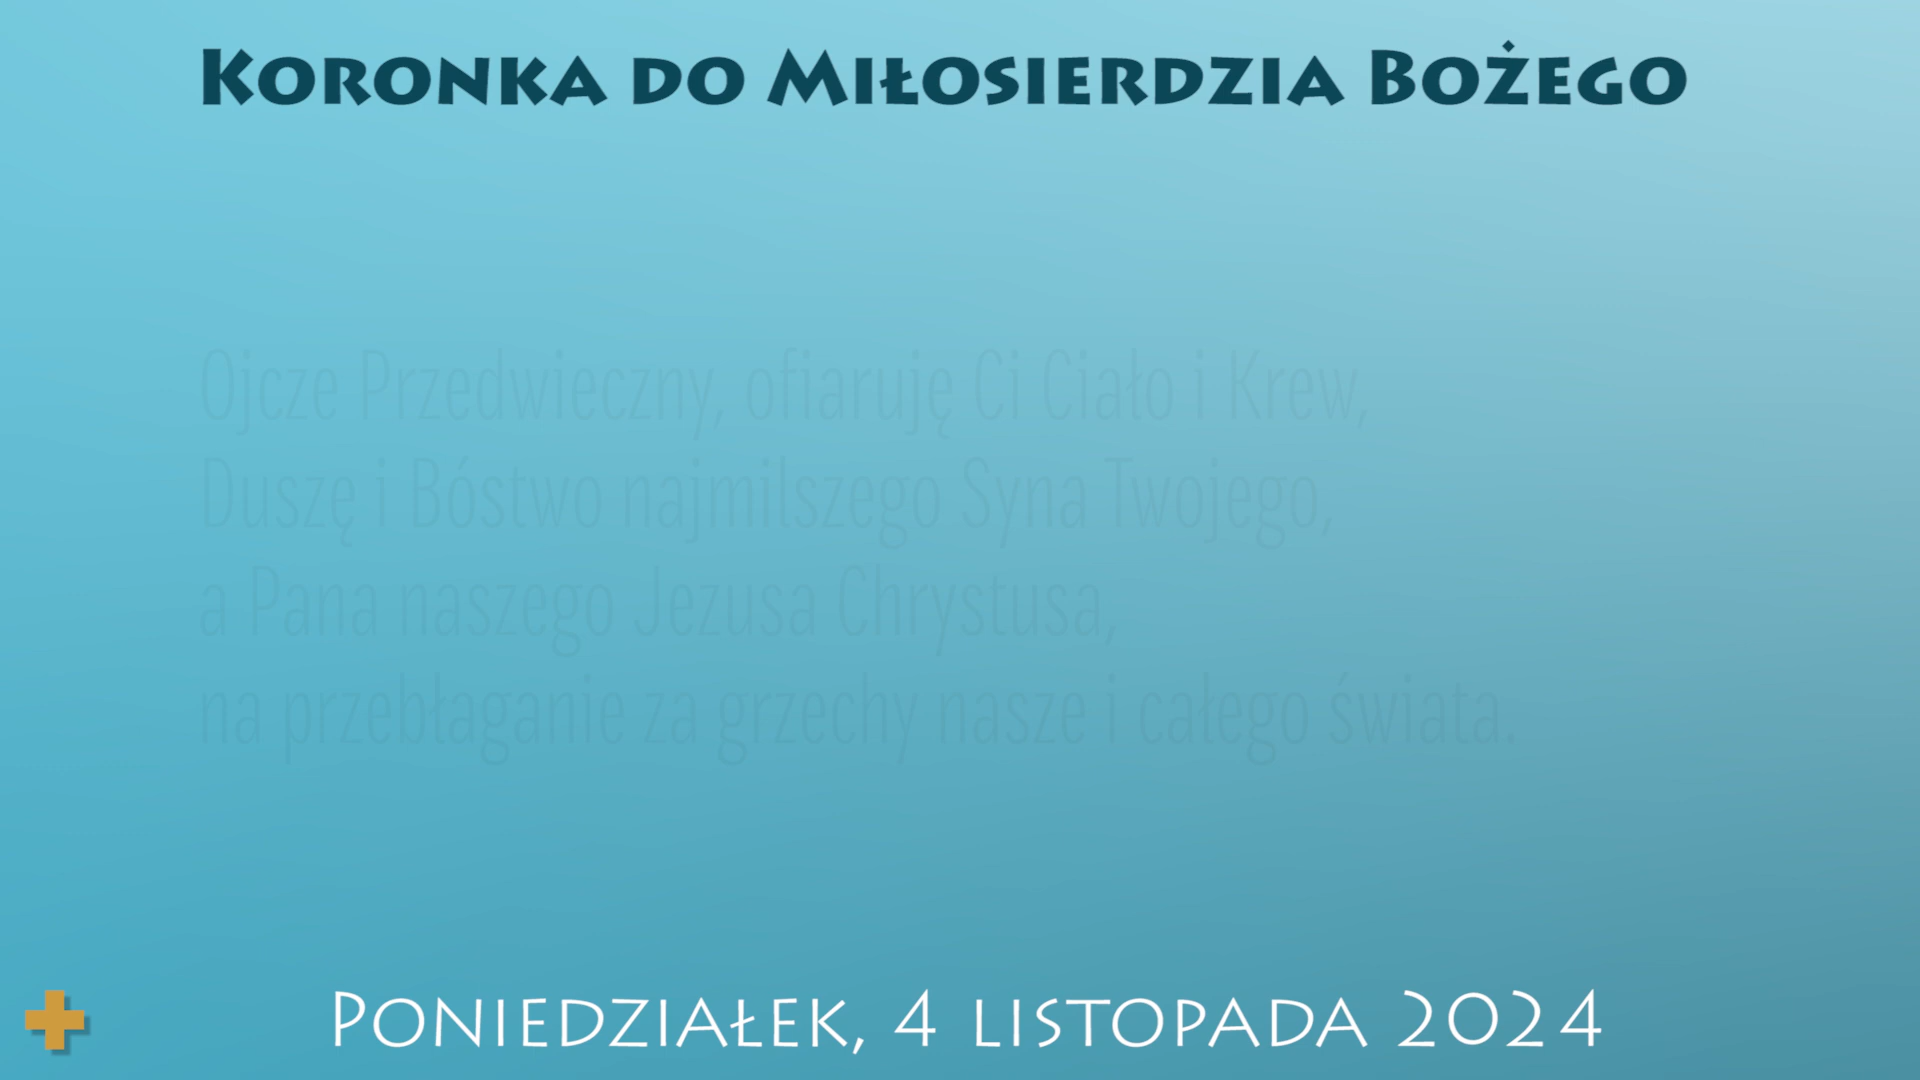 Koronka do Miłosierdzia Bożego
Ojcze Przedwieczny, ofiaruję Ci Ciało i Krew,
Duszę i Bóstwo najmilszego Syna Twojego,
a Pana naszego Jezusa Chrystusa,
na przebłaganie za grzechy nasze i całego świata.
Poniedziałek, 4 listopada 2024